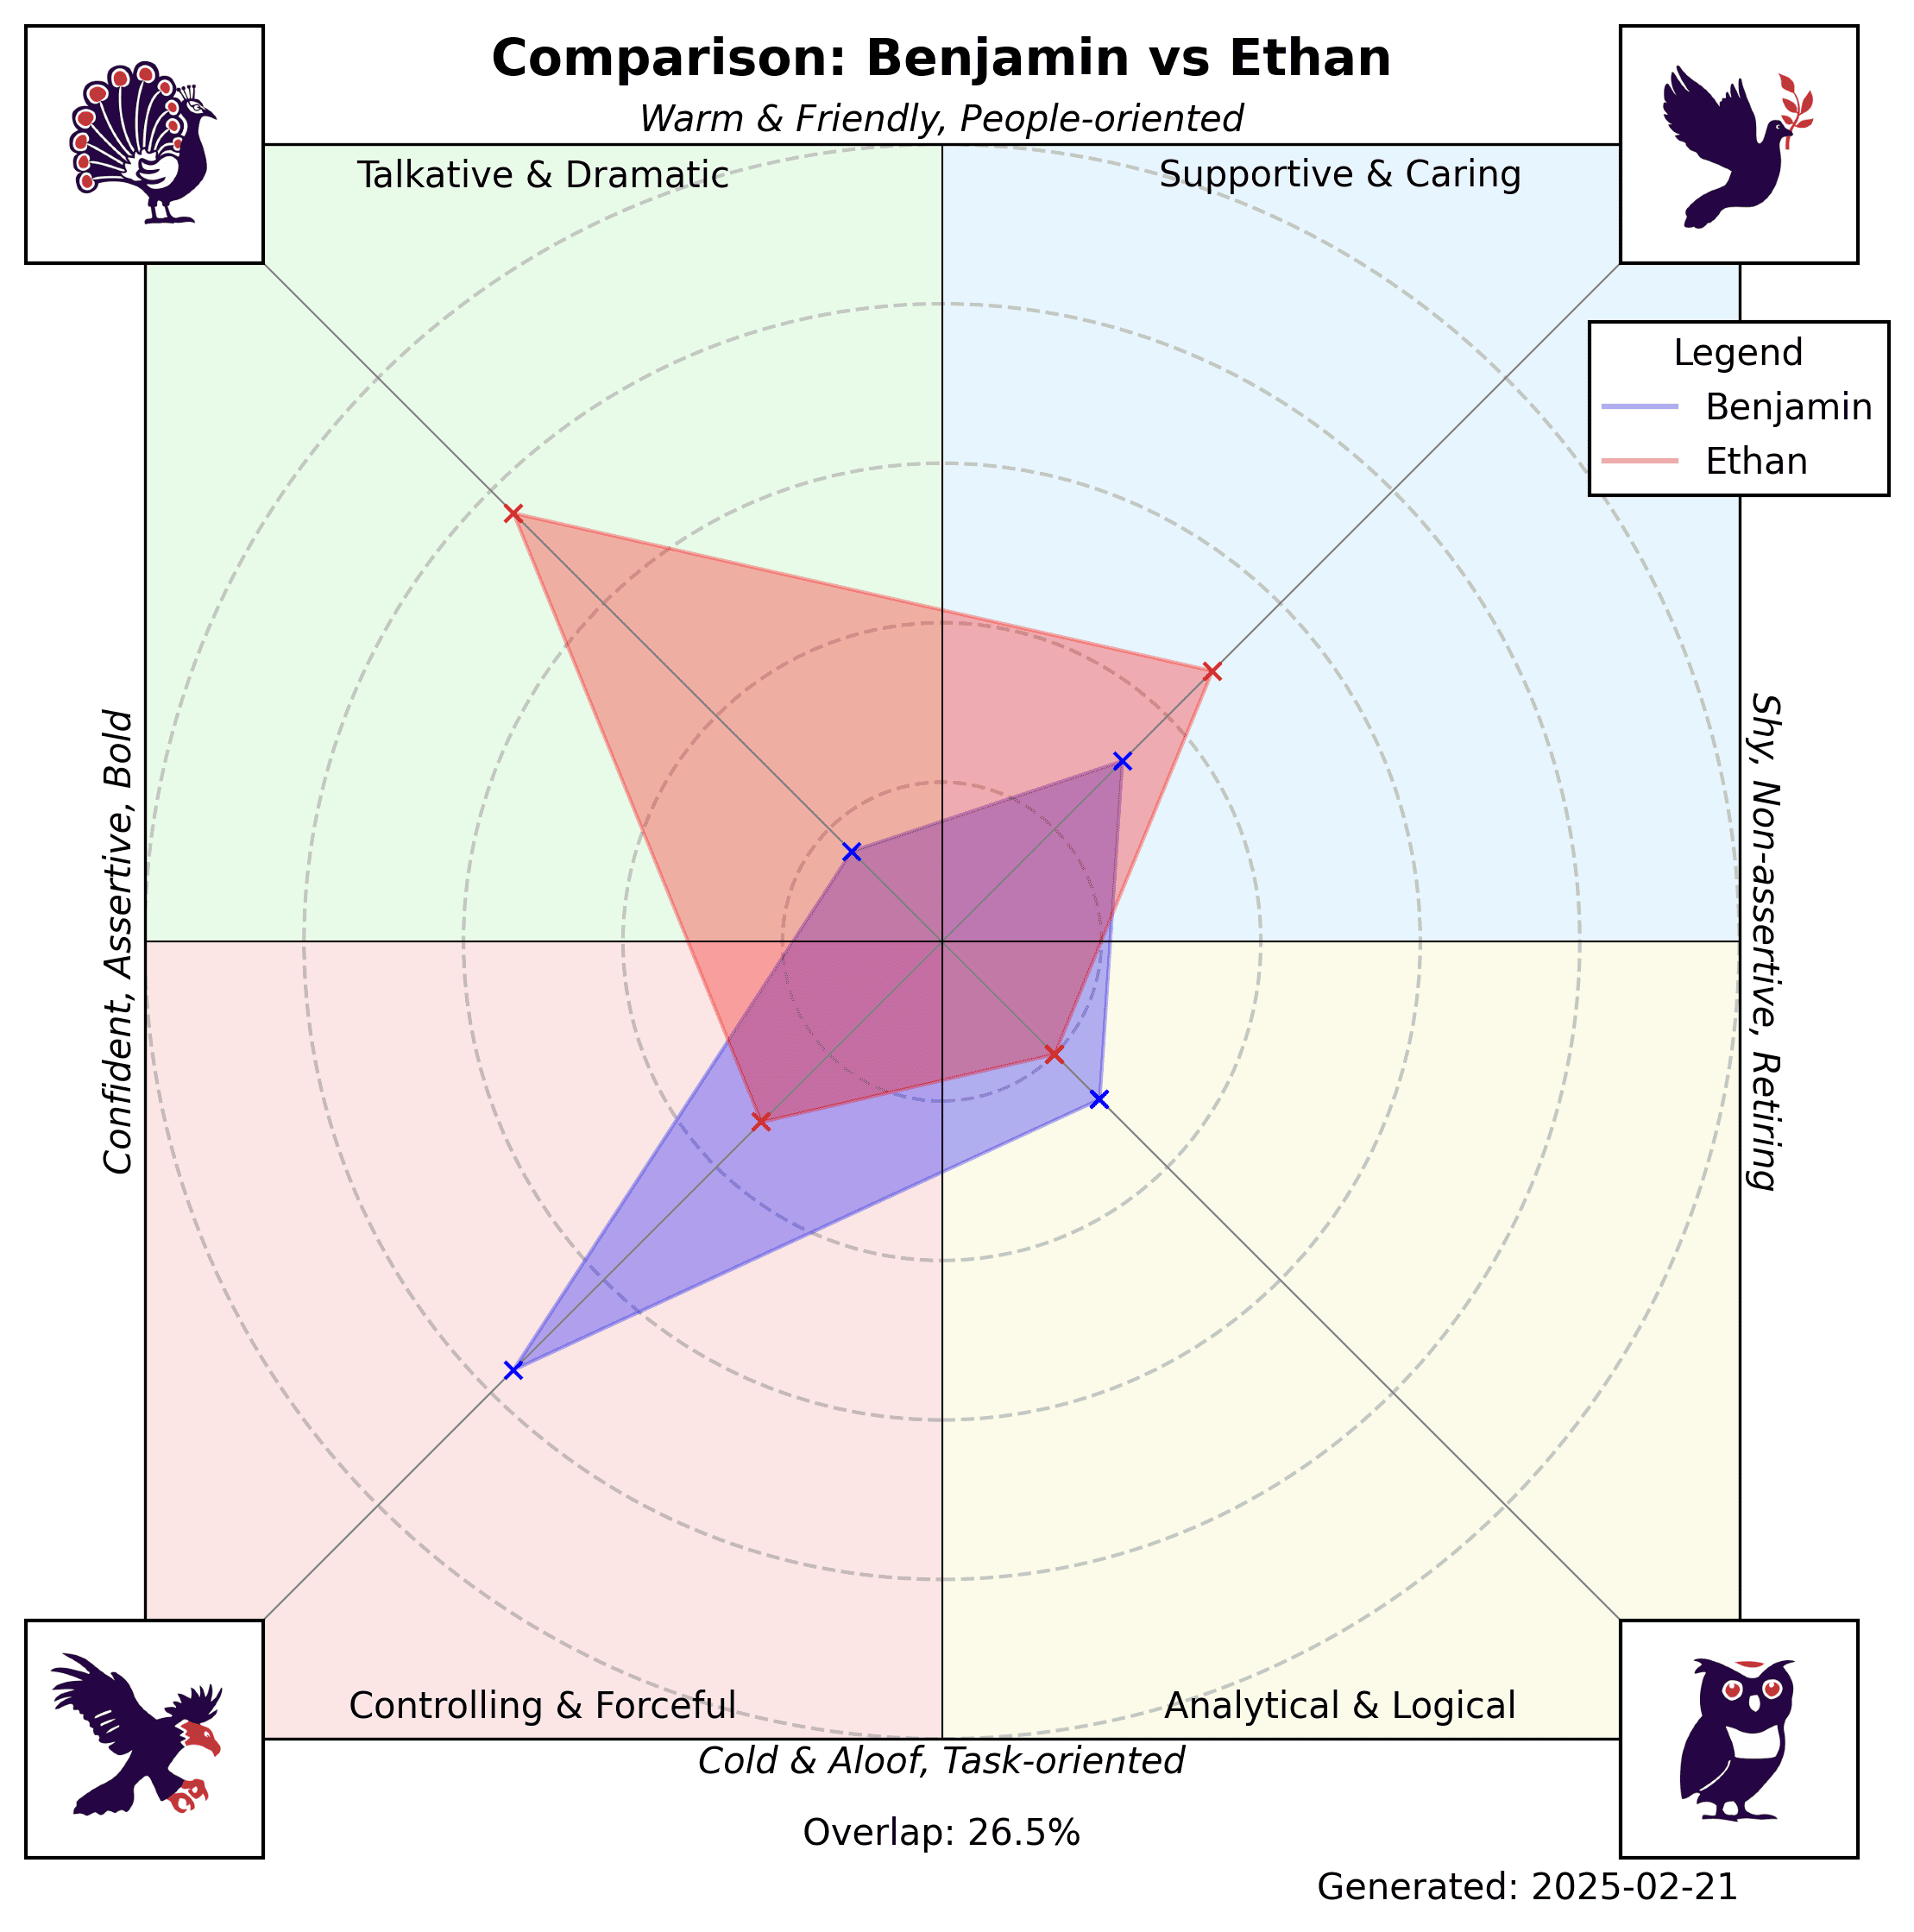 Comparison: Benjamin vs Ethan
Warm & Friendly, People-oriented
Talkative & Dramatic
Supportive & Caring
Legend
Benjamin
Ethan
Confident, Assertive, Bold
Shy, Non-assertive, Retiring
Controlling & Forceful
Analytical & Logical
Cold & Aloof, Task-oriented
Overlap: 26.5%
Generated: 2025-02-21